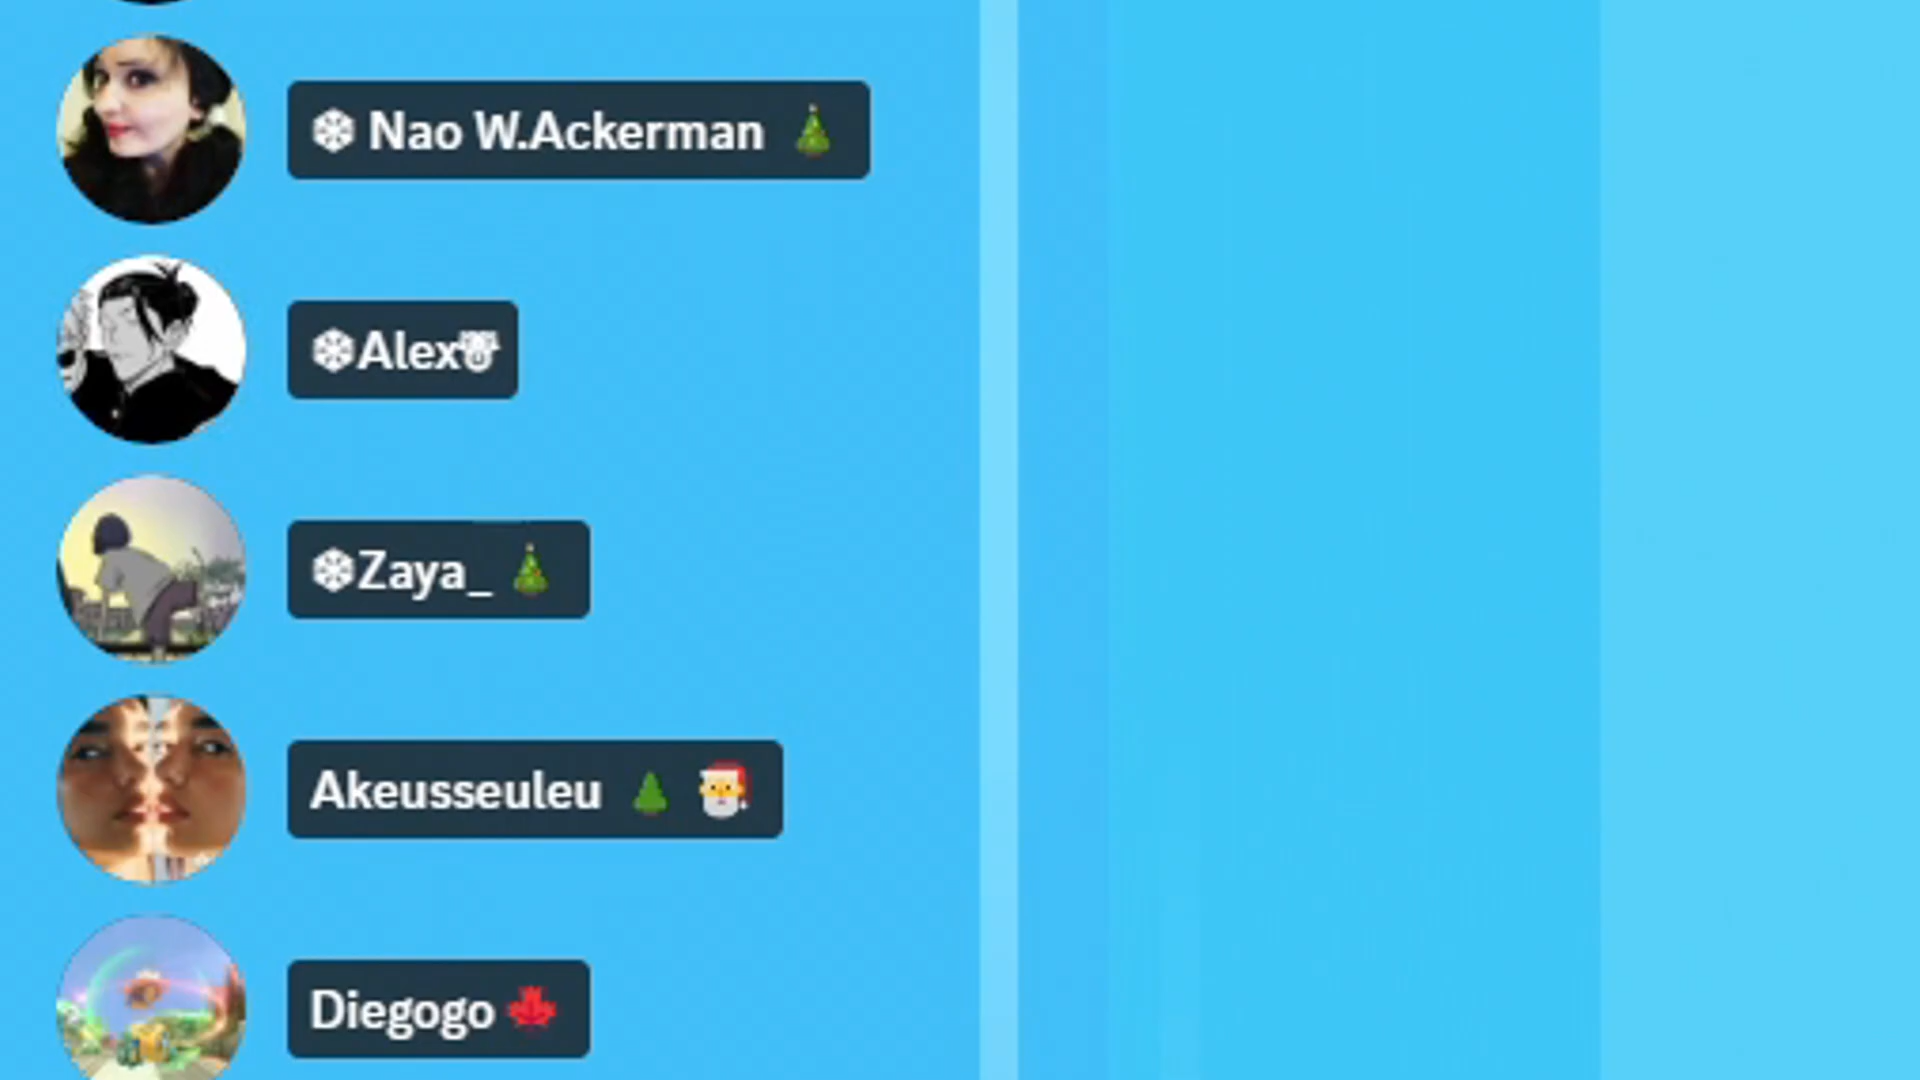 ❄ Nao W.Ackerman 🎄
❄Alex🐮
❄Zaya_ 🎄
Akeusseuleu 🌲 🎅
Diegogo 🍁